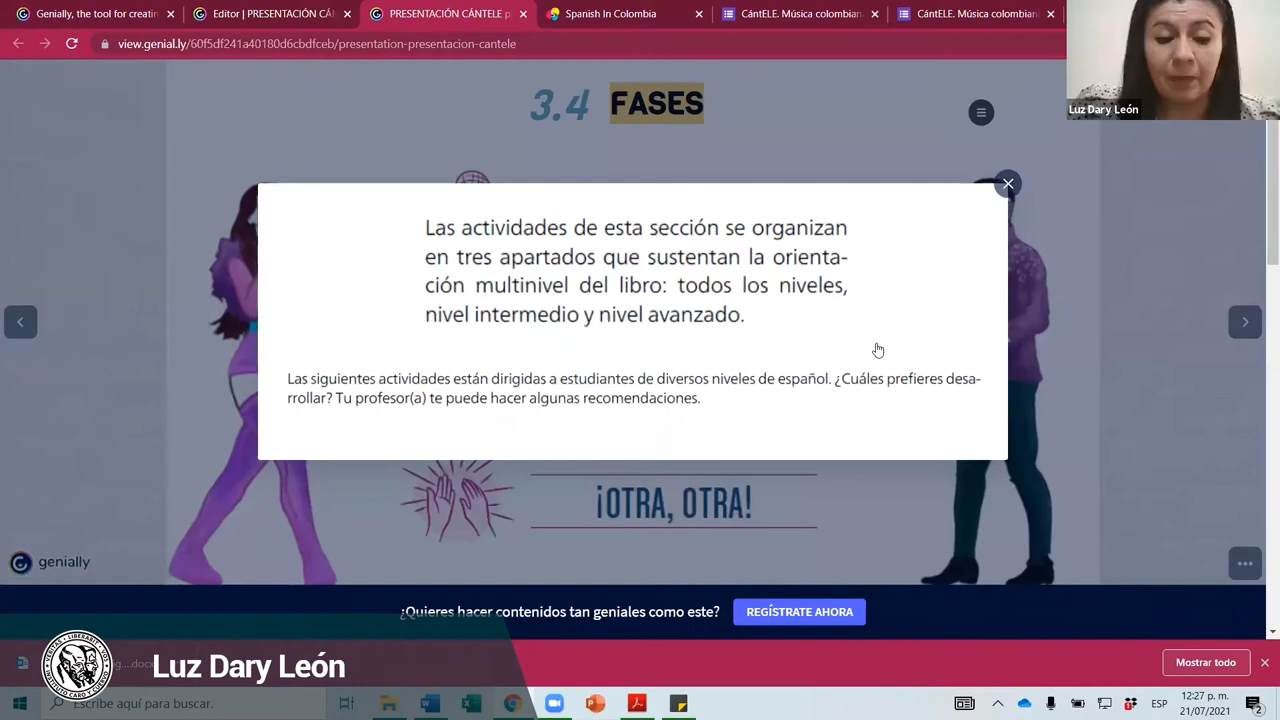 Genially, the tool for creatin
Editor | PRESENTACIÓN CÁN
PRESENTACIÓN CÁNTELE p
Spanish In Colombia
CántELE. Música colombian
CántELE. Música colombian
view.genial.ly/60f5df241a40180d6cbdfceb/presentation-presentacion-cantele
Luz Dary León
3.4 FASES
Las actividades de esta sección se organizan
en tres apartados que sustentan la orienta-
ción multinivel del libro: todos los niveles,
nivel intermedio y nivel avanzado.
Las siguientes actividades están dirigidas a estudiantes de diversos niveles de español. ¿Cuáles prefieres desa-
rrollar? Tu profesor(a) te puede hacer algunas recomendaciones.
¡OTRA, OTRA!
genially
¿Quieres hacer contenidos tan geniales como este?
REGÍSTRATE AHORA
Luz Dary León
g....docx
Mostrar todo
Escribe aquí para buscar.
ESP
12:27 p. m.
21/07/2021
2